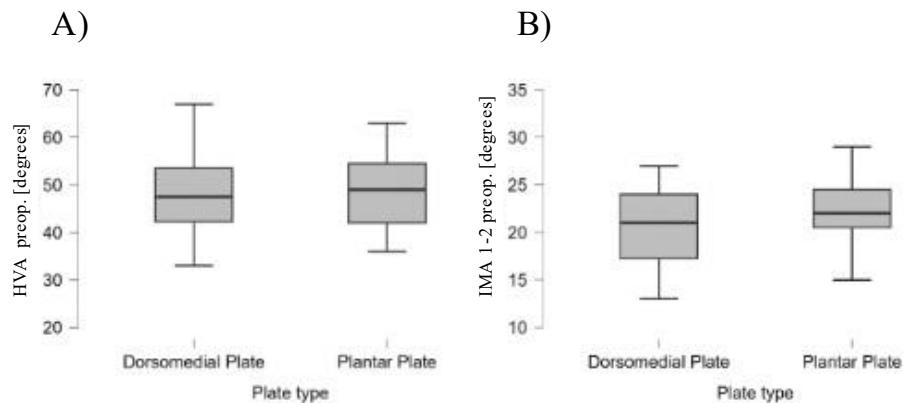 A)
HVA preop. [degrees]
70
60
50
40
30
20
Dorsomedial Plate
Plantar Plate
Plate type
B)
IMA 1-2 preop. [degrees]
35
30
25
20
15
10
Dorsomedial Plate
Plantar Plate
Plate type